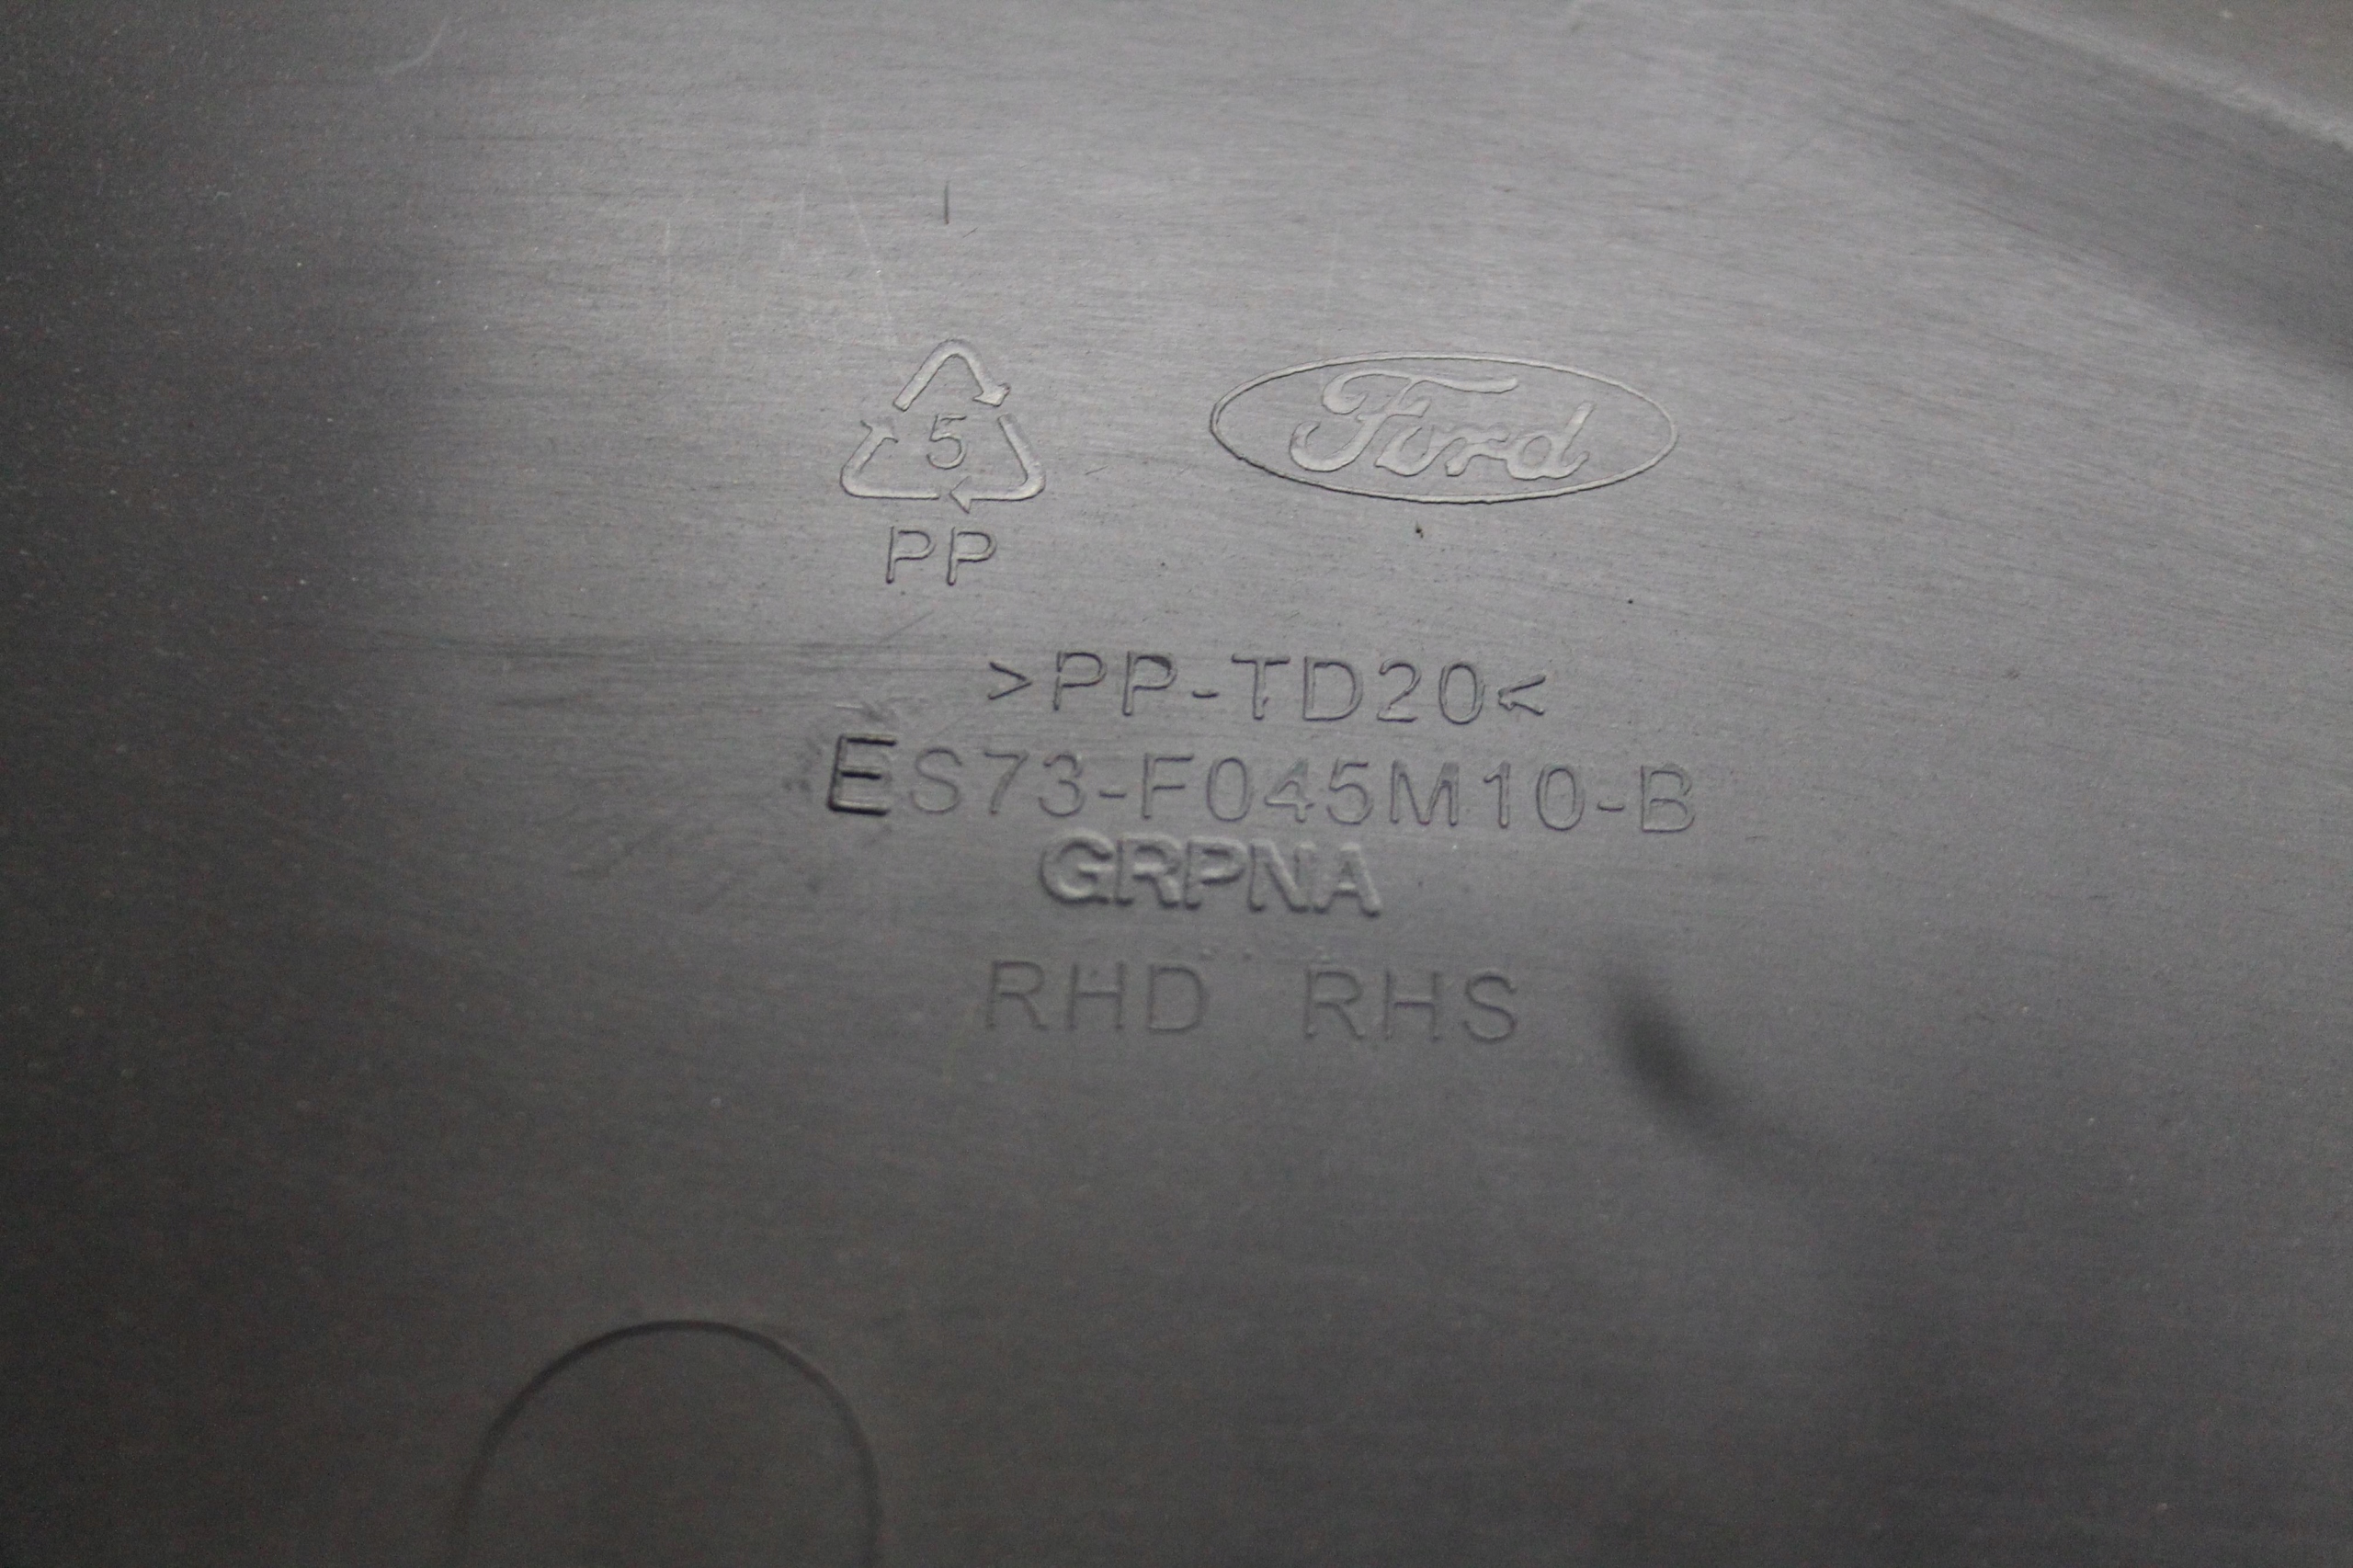 5
PP
Ford
>PP-TD20<
ES73-F045M10-B
GRPNA
RHD RHS